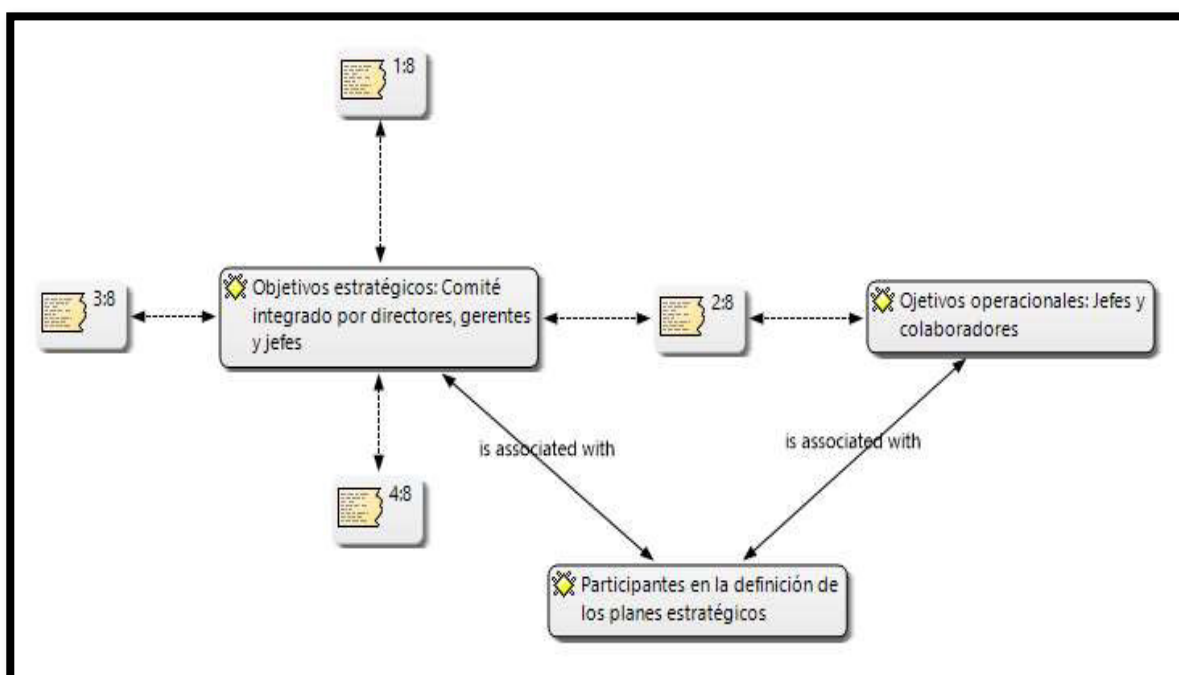 1:8
Objetivos estratégicos: Comité
integrado por directores, gerentes
y jefes
3:8
2:8
Ojetivos operacionales: Jefes y
colaboradores
is associated with
is associated with
4:8
Participantes en la definición de
los planes estratégicos